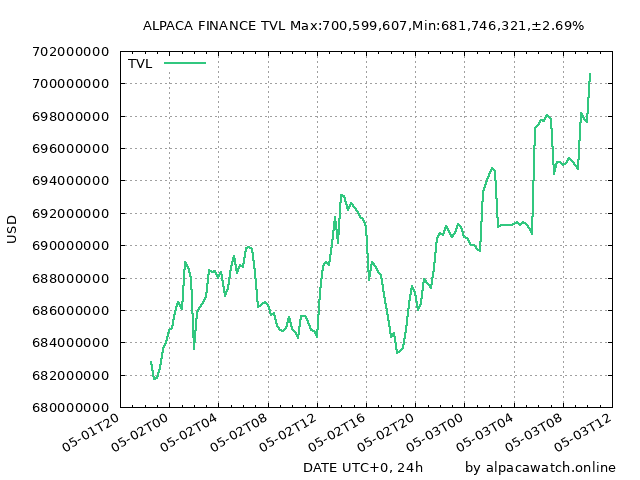 ALPACA FINANCE TVL Max:700,599,607,Min:681,746,321,±2.69%
TVL
702000000
700000000
698000000
696000000
694000000
692000000
690000000
688000000
686000000
684000000
682000000
680000000
USD
05-01T20
05-02T00
05-02T04
05-02T08
05-02T12
05-02T16
05-02T20
05-03T00
05-03T04
05-03T08
05-03T12
DATE UTC+0, 24h
by alpacawatch.online